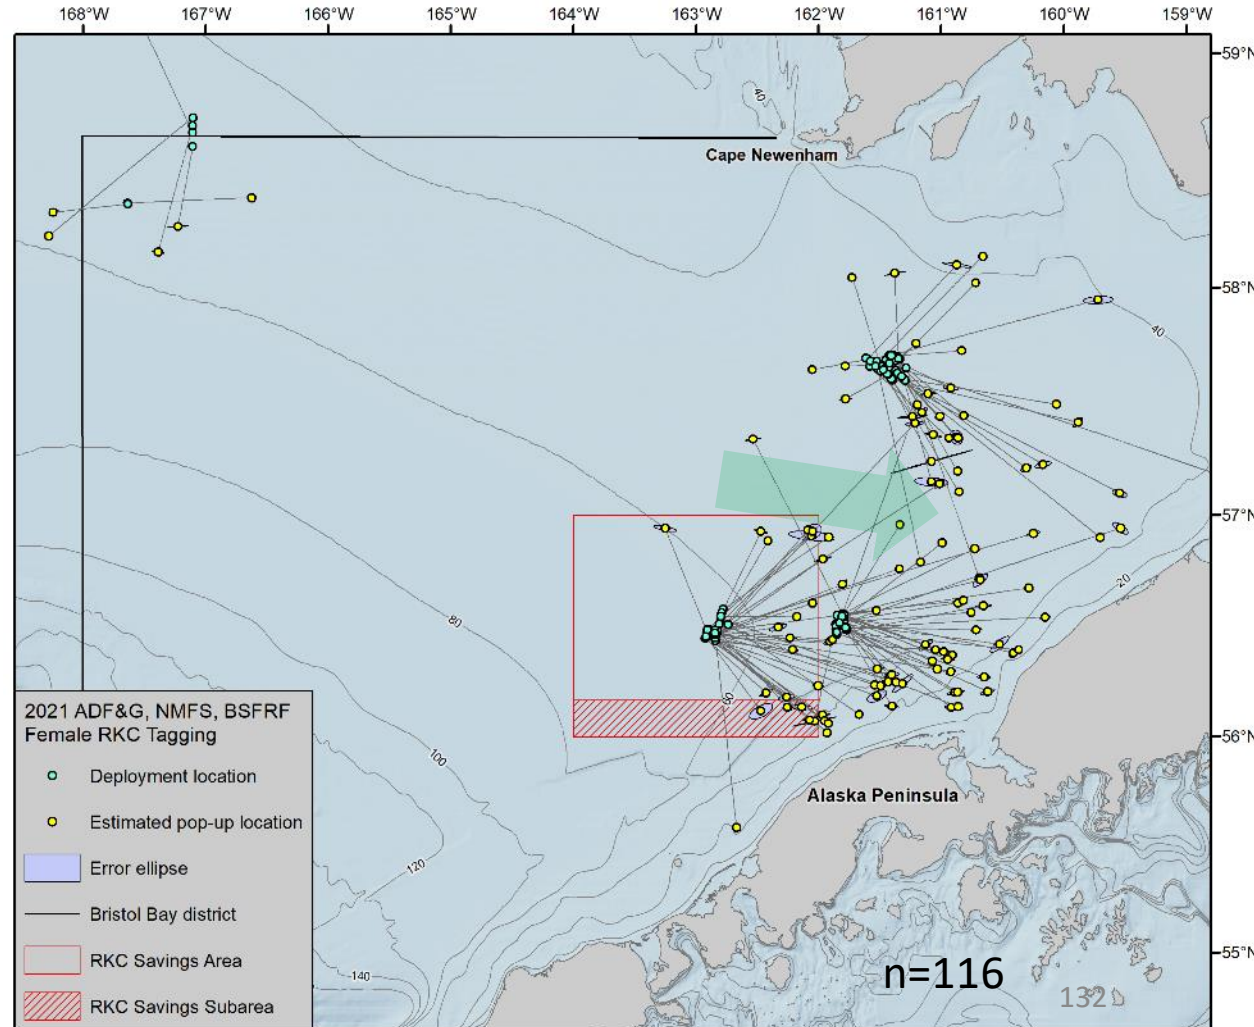 168°W 167°W 166°W 165°W 164°W 163°W 162°W 161°W 160°W 159°W
59°N
40
Cape Newenham
58°N
40
57°N
20
80
60
2021 ADF&G, NMFS, BSFRF
Female RKC Tagging
56°N
100
Deployment location
Alaska Peninsula
Estimated pop-up location
120
Error ellipse
Bristol Bay district
RKC Savings Area
55°N
140
n=116
132
RKC Savings Subarea